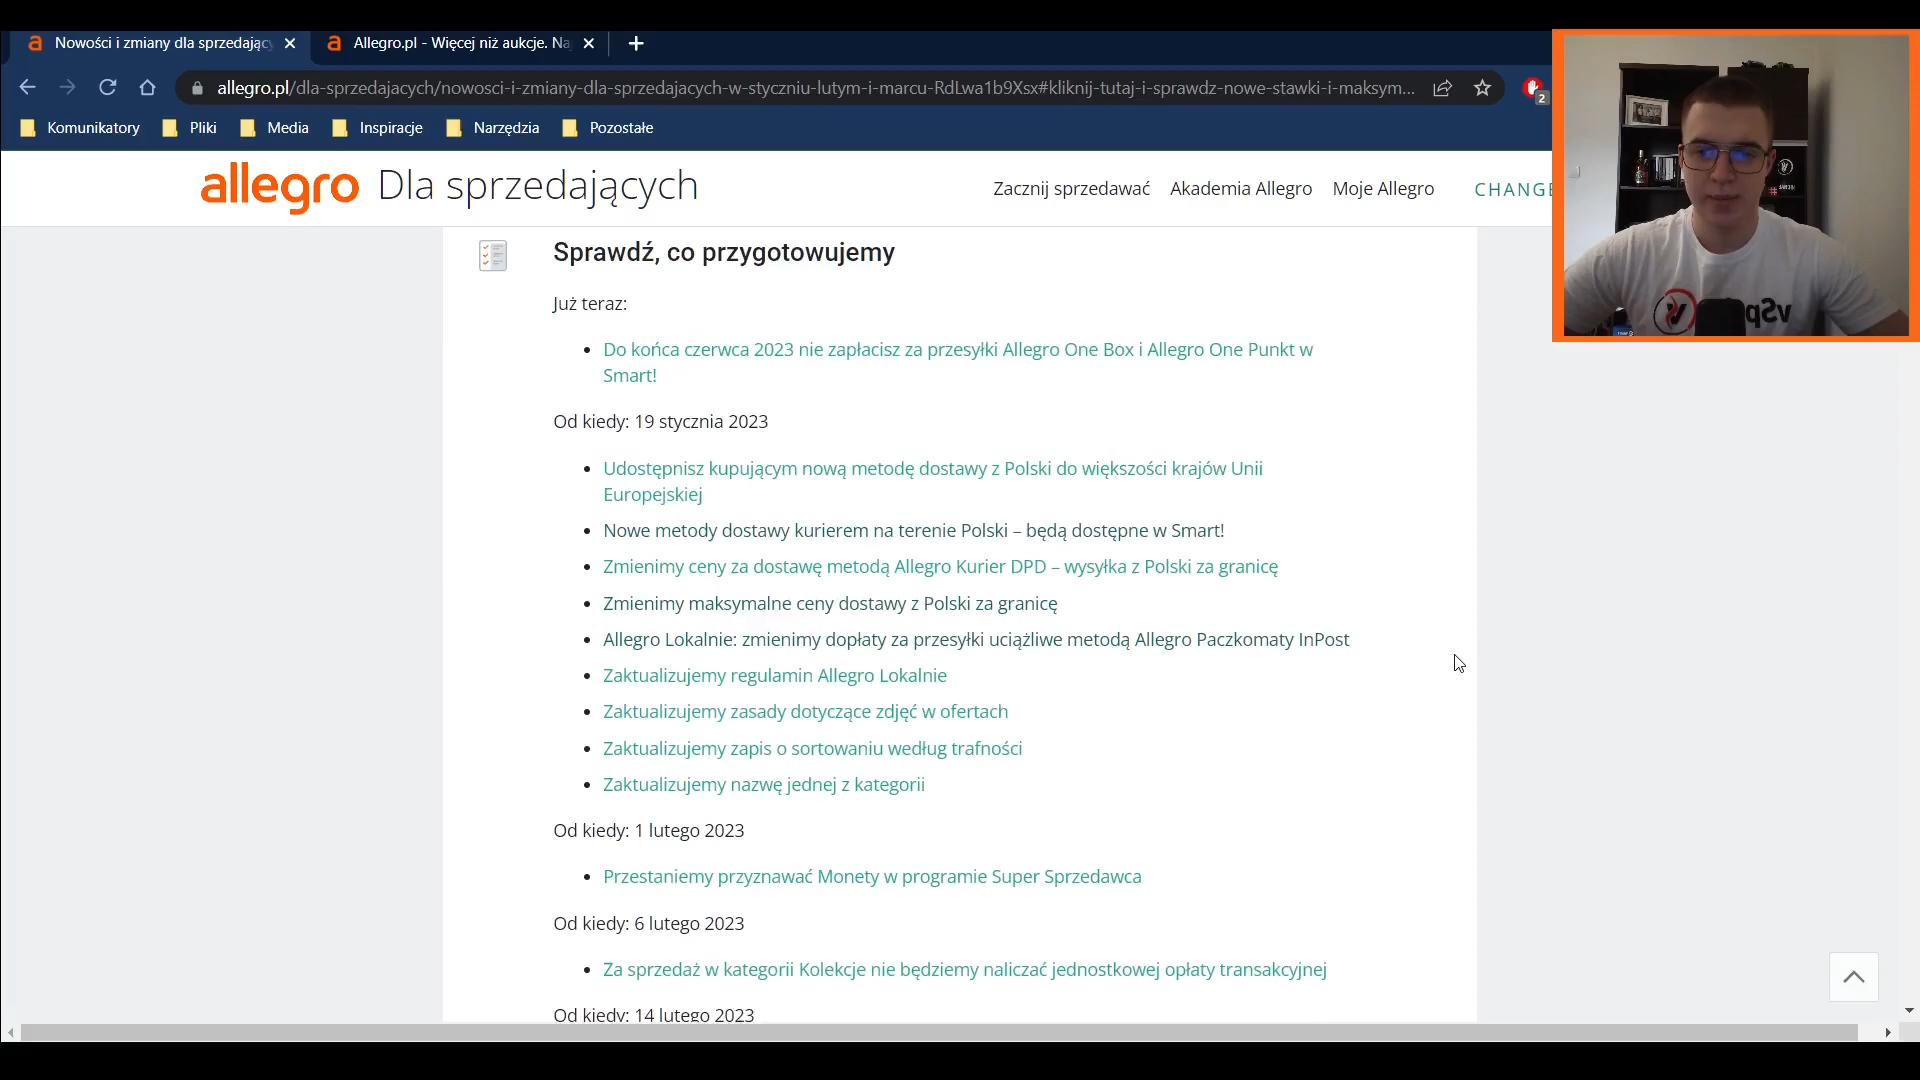 Nowości i zmiany dla sprzedając
Allegro.pl - Więcej niż aukcje. Na
allegro.pl/dla-sprzedajacych/nowosci-i-zmiany-dla-sprzedajacych-w-styczniu-lutym-i-marcu-RdLwa1b9Xsx#kliknij-tutaj-i-sprawdz-nowe-stawki-i-maksym...
2
Komunikatory
Pliki
Media
Inspiracje
Narzędzia
Pozostałe
allegro Dla sprzedających
Zacznij sprzedawać
Akademia Allegro
Moje Allegro
CHANGE
Sprawdź, co przygotowujemy
Już teraz:
Do końca czerwca 2023 nie zapłacisz za przesyłki Allegro One Box i Allegro One Punkt w
Smart!
Od kiedy: 19 stycznia 2023
Udostępnisz kupującym nową metodę dostawy z Polski do większości krajów Unii
Europejskiej
Nowe metody dostawy kurierem na terenie Polski – będą dostępne w Smart!
Zmienimy ceny za dostawę metodą Allegro Kurier DPD – wysyłka z Polski za granicę
Zmienimy maksymalne ceny dostawy z Polski za granicę
Allegro Lokalnie: zmienimy dopłaty za przesyłki uciążliwe metodą Allegro Paczkomaty InPost
Zaktualizujemy regulamin Allegro Lokalnie
Zaktualizujemy zasady dotyczące zdjęć w ofertach
Zaktualizujemy zapis o sortowaniu według trafności
Zaktualizujemy nazwę jednej z kategorii
Od kiedy: 1 lutego 2023
Przestaniemy przyznawać Monety w programie Super Sprzedawca
Od kiedy: 6 lutego 2023
Za sprzedaż w kategorii Kolekcje nie będziemy naliczać jednostkowej opłaty transakcyjnej
Od kiedy: 14 lutego 2023